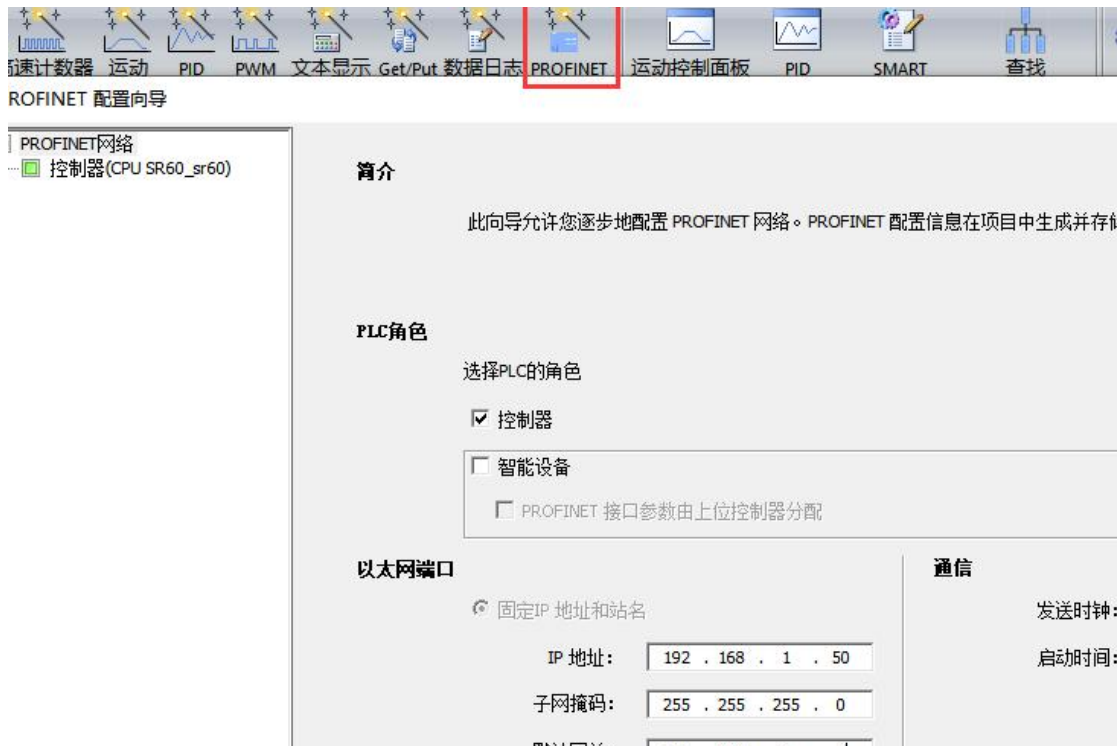 速计数器 运动 PID PWM 文本显示 Get/Put 数据日志 PROFINET 运动控制面板 PID SMART 查找
ROFINET 配置向导
PROFINET网络
控制器(CPU SR60_sr60)
简介
此向导允许您逐步地配置 PROFINET 网络。PROFINET 配置信息在项目中生成并存
PLC角色
选择PLC的角色
控制器
智能设备
PROFINET 接口参数由上位控制器分配
以太网端口
通信
固定IP 地址和站名
发送时钟:
IP 地址: 192 . 168 . 1 . 50
启动时间:
子网掩码: 255 . 255 . 255 . 0